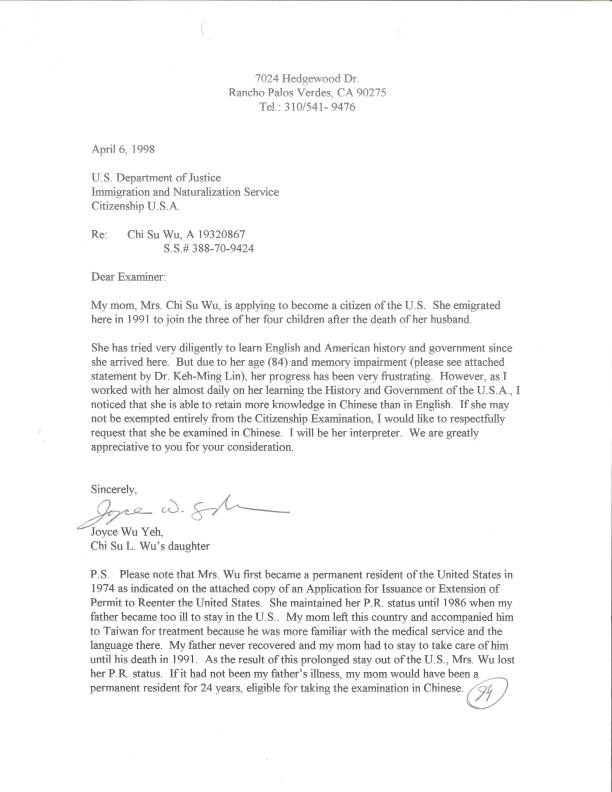 7024 Hedgewood Dr.
Rancho Palos Verdes, CA 90275
Tel.: 310/541- 9476
April 6, 1998
U.S. Department of Justice
Immigration and Naturalization Service
Citizenship U.S.A.
Re: Chi Su Wu, A 19320867
S.S.# 388-70-9424
Dear Examiner:
My mom, Mrs. Chi Su Wu, is applying to become a citizen of the U.S. She emigrated
here in 1991 to join the three of her four children after the death of her husband.
She has tried very diligently to learn English and American history and government since
she arrived here. But due to her age (84) and memory impairment (please see attached
statement by Dr. Keh-Ming Lin), her progress has been very frustrating. However, as I
worked with her almost daily on her learning the History and Government of the U.S.A., I
noticed that she is able to retain more knowledge in Chinese than in English. If she may
not be exempted entirely from the Citizenship Examination, I would like to respectfully
request that she be examined in Chinese. I will be her interpreter. We are greatly
appreciative to you for your consideration.
Sincerely,
Joyce W. Yeh
Joyce Wu Yeh,
Chi Su L. Wu's daughter
P.S. Please note that Mrs. Wu first became a permanent resident of the United States in
1974 as indicated on the attached copy of an Application for Issuance or Extension of
Permit to Reenter the United States. She maintained her P.R. status until 1986 when my
father became too ill to stay in the U.S.. My mom left this country and accompanied him
to Taiwan for treatment because he was more familiar with the medical service and the
language there. My father never recovered and my mom had to stay to take care of him
until his death in 1991. As the result of this prolonged stay out of the U.S., Mrs. Wu lost
her P.R. status. If it had not been my father's illness, my mom would have been a
permanent resident for 24 years, eligible for taking the examination in Chinese.